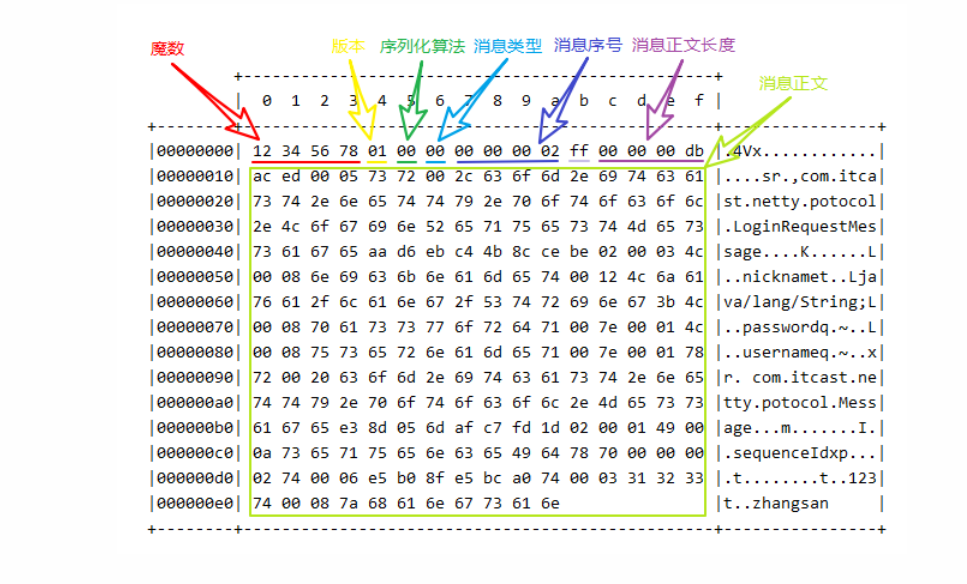 魔数 版本 序列化算法 消息类型 消息序号 消息正文长度
消息正文
+-------------------------------------------------+
| 0 1 2 3 4 5 6 7 8 9 a b c d e f |
+--------+-------------------------------------------------+----------------+
|00000000| 12 34 56 78 01 00 00 00 00 00 02 ff 00 00 00 db |.4Vx............|
|00000010| ac ed 00 05 73 72 00 2c 63 6f 6d 2e 69 74 63 61 |....sr.,com.itca|
|00000020| 73 74 2e 6e 65 74 74 79 2e 70 6f 74 6f 63 6f 6c |st.netty.potocol|
|00000030| 2e 4c 6f 67 69 6e 52 65 71 75 65 73 74 4d 65 73 |.LoginRequestMes|
|00000040| 73 61 67 65 aa d6 eb c4 4b 8c ce be 02 00 03 4c |sage....K......L|
|00000050| 00 08 6e 69 63 6b 6e 61 6d 65 74 00 12 4c 6a 61 |..nicknamet..Lja|
|00000060| 76 61 2f 6c 61 6e 67 2f 53 74 72 69 6e 67 3b 4c |va/lang/String;L|
|00000070| 00 08 70 61 73 73 77 6f 72 64 71 00 7e 00 01 4c |..passwordq.~..L|
|00000080| 00 08 75 73 65 72 6e 61 6d 65 71 00 7e 00 01 78 |..usernameq.~..x|
|00000090| 72 00 20 63 6f 6d 2e 69 74 63 61 73 74 2e 6e 65 |r. com.itcast.ne|
|000000a0| 74 74 79 2e 70 6f 74 6f 63 6f 6c 2e 4d 65 73 73 |tty.potocol.Mess|
|000000b0| 61 67 65 e3 8d 05 6d af c7 fd 1d 02 00 01 49 00 |age...m.......I.|
|000000c0| 0a 73 65 71 75 65 6e 63 65 49 64 78 70 00 00 00 |.sequenceIdxp...|
|000000d0| 02 74 00 06 e5 b0 8f e5 bc a0 74 00 03 31 32 33 |.t........t..123|
|000000e0| 74 00 08 7a 68 61 6e 67 73 61 6e |t..zhangsan |
+--------+-------------------------------------------------+----------------+